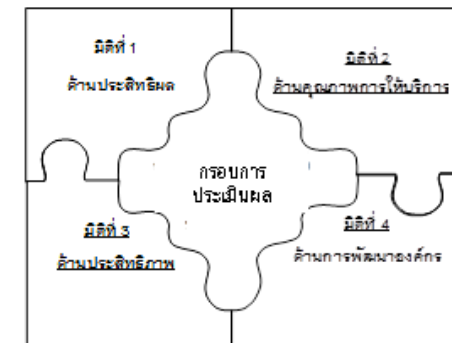 มิติที่ 1
ด้านประสิทธิผล
มิติที่ 2
ด้านคุณภาพการให้บริการ
กรอบการ
ประเมินผล
มิติที่ 3
ด้านประสิทธิภาพ
มิติที่ 4
ด้านการพัฒนาองค์กร